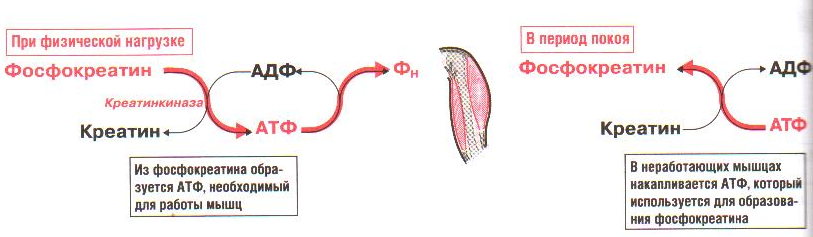 При физической нагрузке
Фосфокреатин
АДФ
Фн
Креатинкиназа
Креатин
АТФ
Из фосфокреатина обра-
зуется АТФ, необходимый
для работы мышц
В период покоя
Фосфокреатин
АДФ
Креатин
АТФ
В неработающих мышцах
накапливается АТФ, который
используется для образова-
ния фосфокреатина